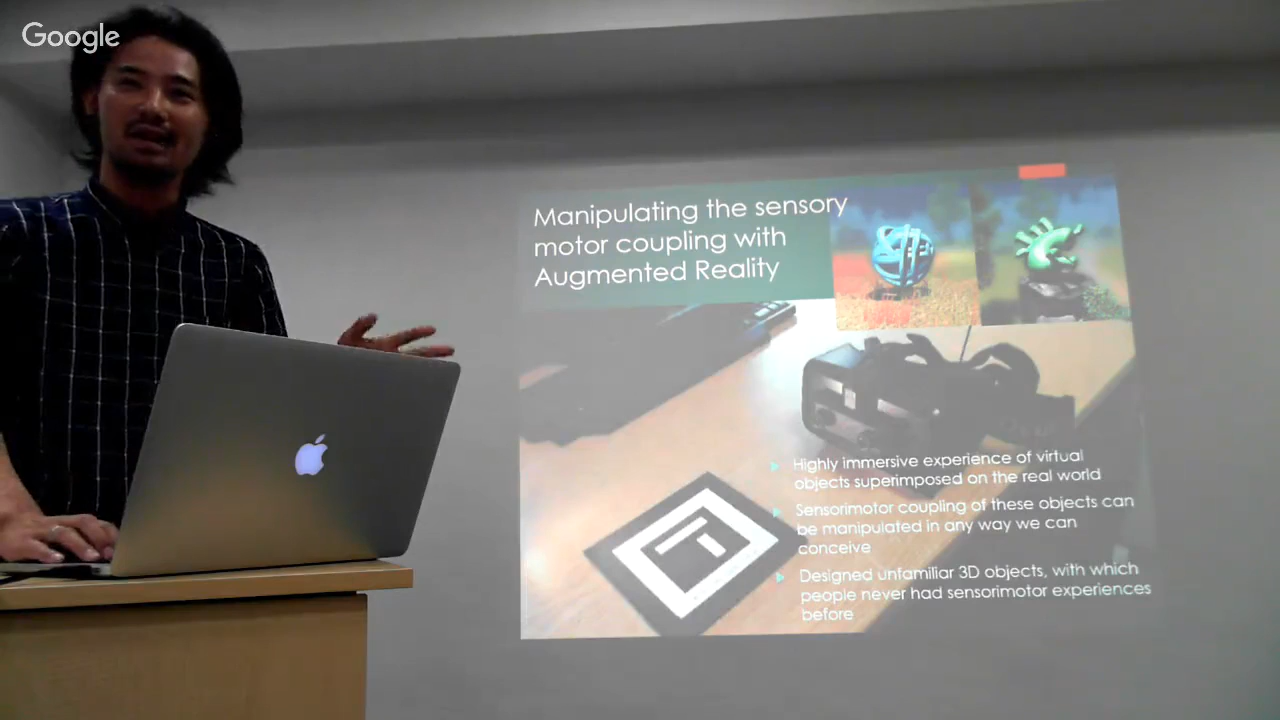 Google
Manipulating the sensory
motor coupling with
Augmented Reality
Highly immersive experience of virtual
objects superimposed on the real world
Sensorimotor coupling of these objects can
be manipulated in any way we can
conceive
Designed unfamiliar 3D objects, with which
people never had sensorimotor experiences
before